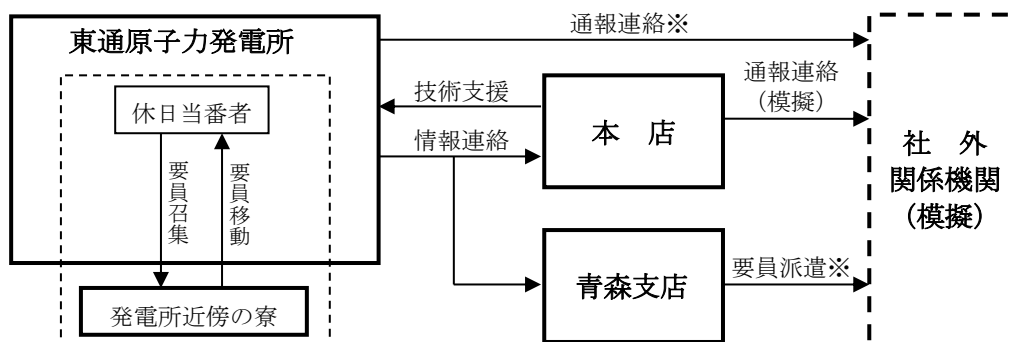 東通原子力発電所
通報連絡※
休日当番者
要員召集
要員移動
発電所近傍の寮
技術支援
情報連絡
本　店
通報連絡
（模擬）
青森支店
要員派遣※
社　外
関係機関
（模擬）